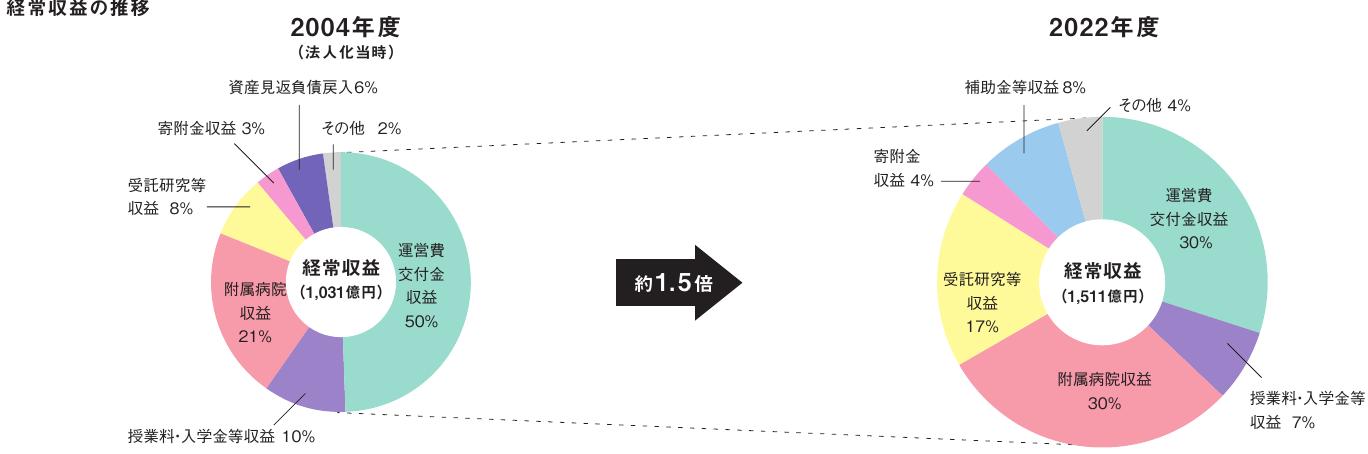 経常収益の推移
2004年度
(法人化当時)
資産見返負債戻入6%
寄附金収益 3%
その他 2%
受託研究等
収益 8%
運営費
交付金
収益
50%
附属病院
収益
21%
経常収益
(1,031億円)
授業料・入学金等収益 10%
約1.5倍
2022年度
補助金等収益 8%
その他 4%
寄附金
収益 4%
運営費
交付金収益
30%
受託研究等
収益
17%
経常収益
(1,511億円)
附属病院収益
30%
授業料・入学金等
収益 7%